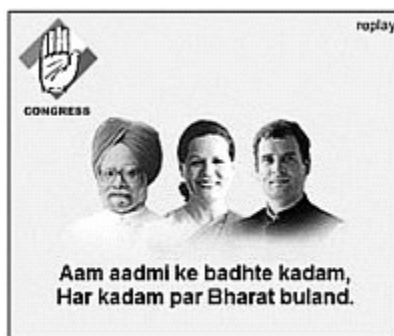 replay
CONGRESS
Aam aadmi ke badhte kadam,
Har kadam par Bharat buland.